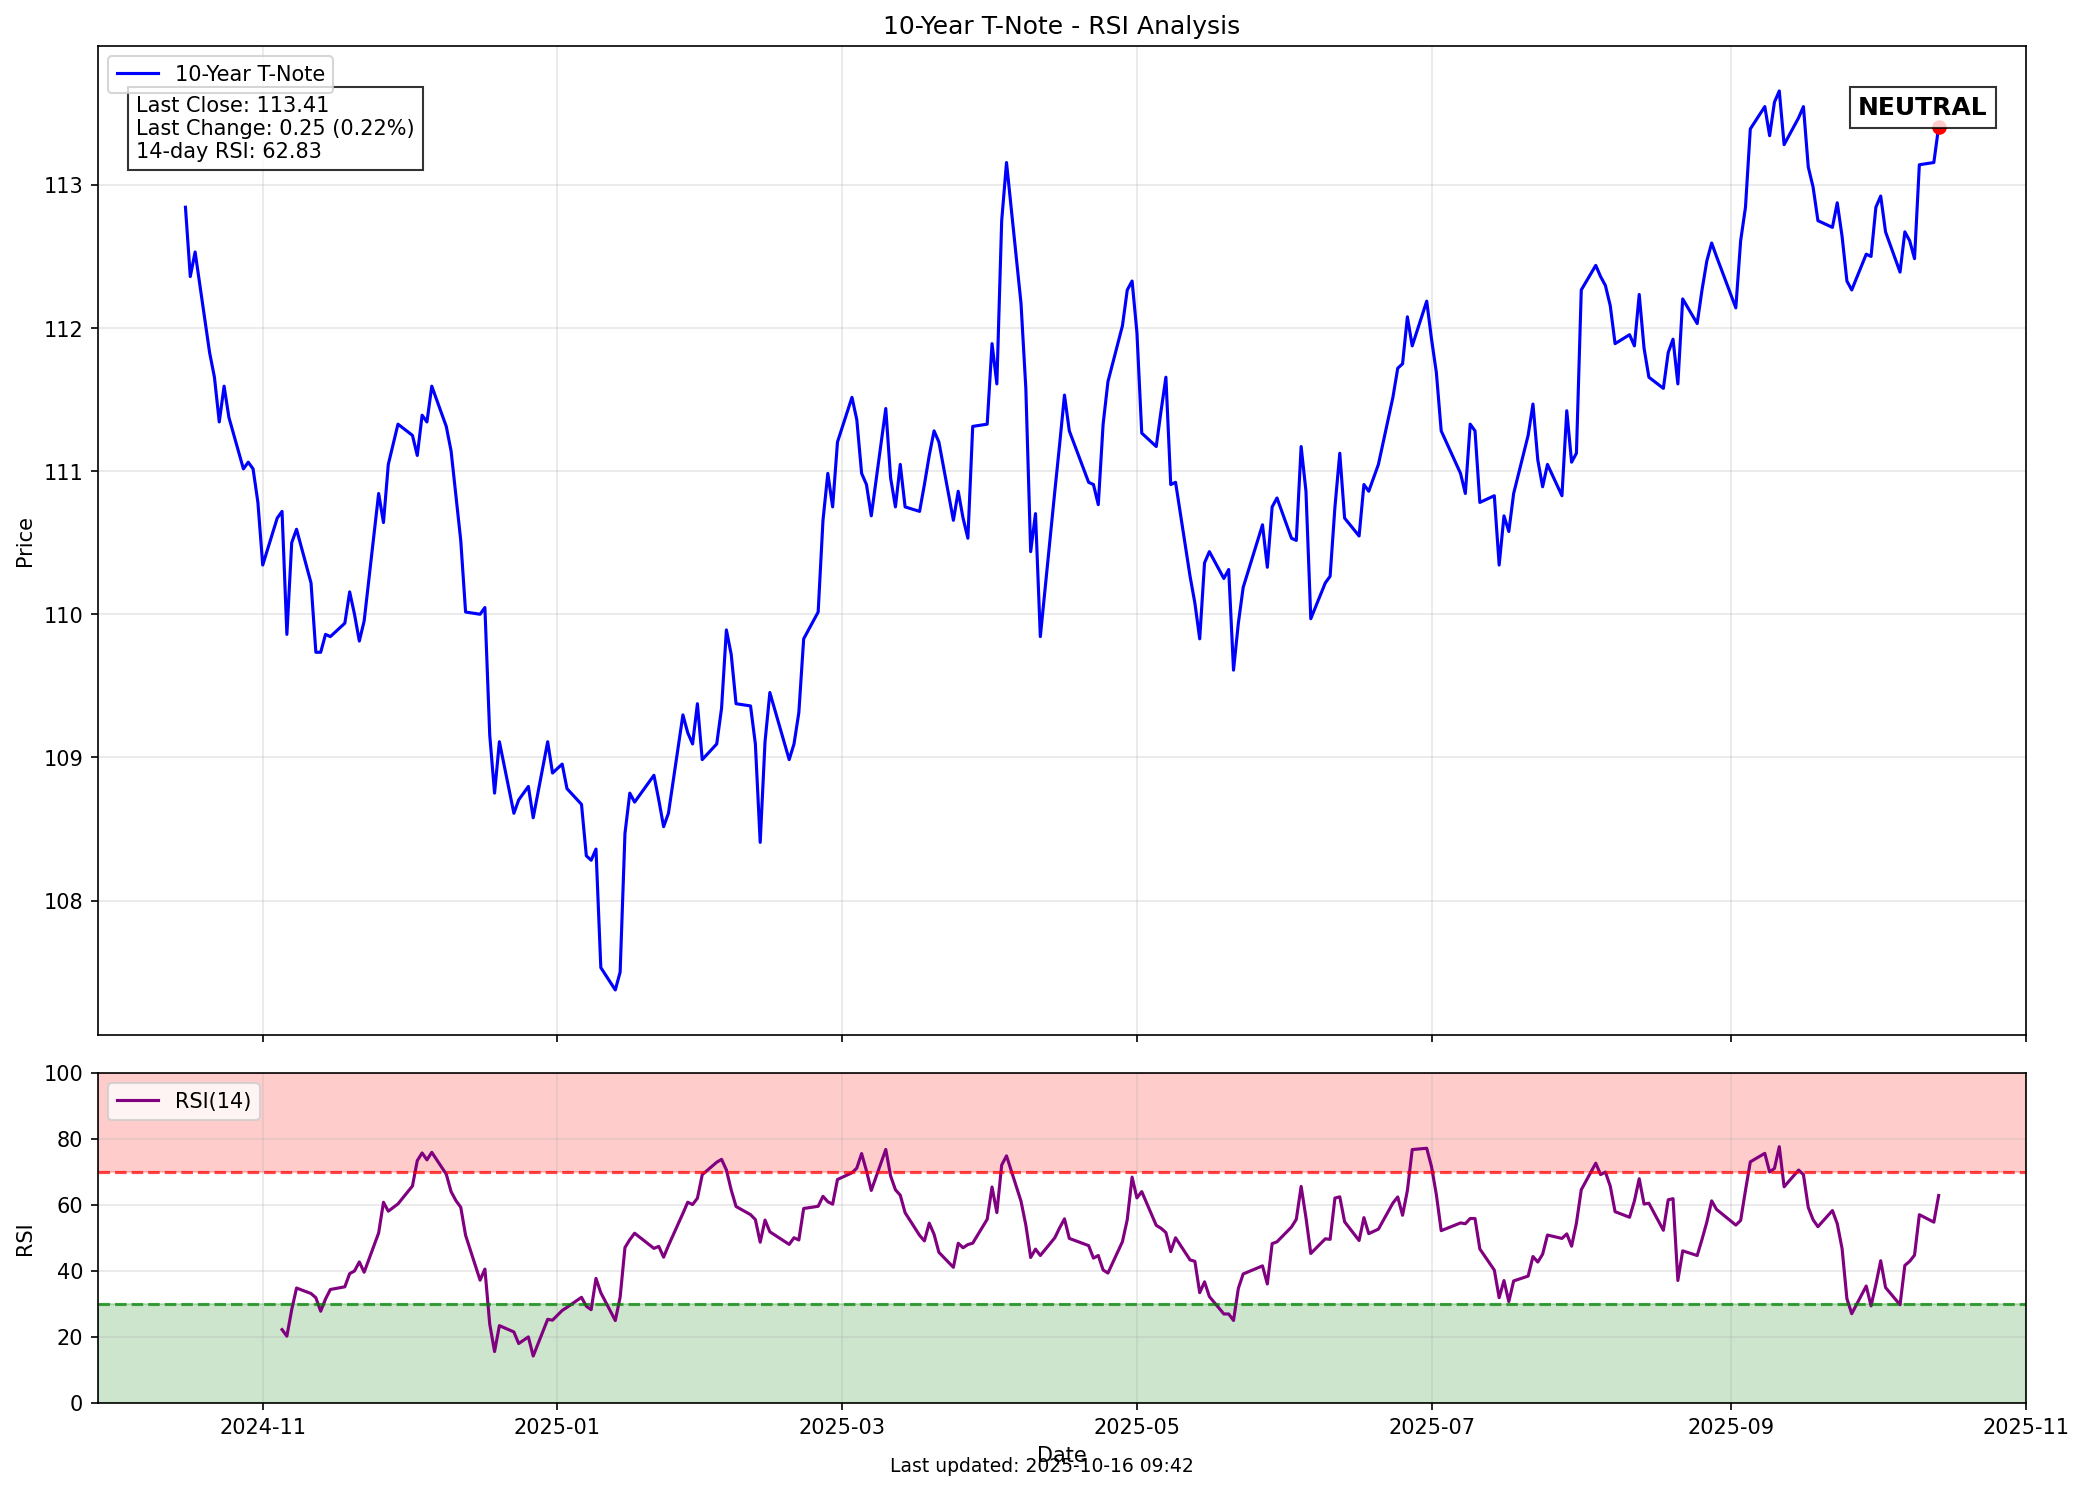 10-Year T-Note - RSI Analysis
10-Year T-Note
Last Close: 113.41
Last Change: 0.25 (0.22%)
14-day RSI: 62.83
NEUTRAL
Price
113
112
111
110
109
108
RSI(14)
RSI
100
80
60
40
20
0
2024-11
2025-01
2025-03
2025-05
2025-07
2025-09
2025-11
Date
Last updated: 2025-10-16 09:42